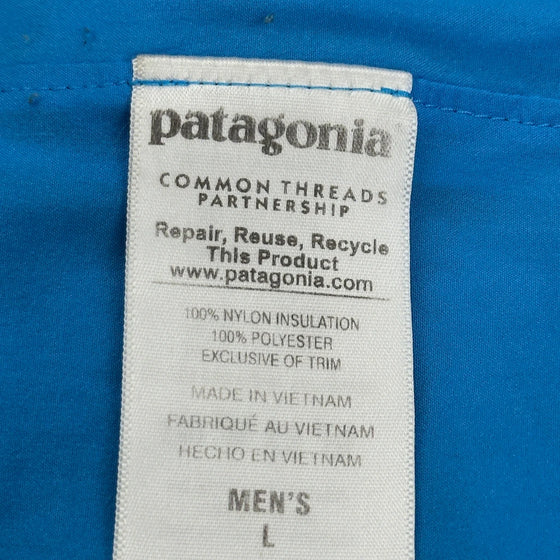 patagonia
COMMON THREADS
PARTNERSHIP
Repair, Reuse, Recycle
This Product
www.patagonia.com
100% NYLON INSULATION
100% POLYESTER
EXCLUSIVE OF TRIM
MADE IN VIETNAM
FABRIQUÉ AU VIETNAM
HECHO EN VIETNAM
MEN'S
L